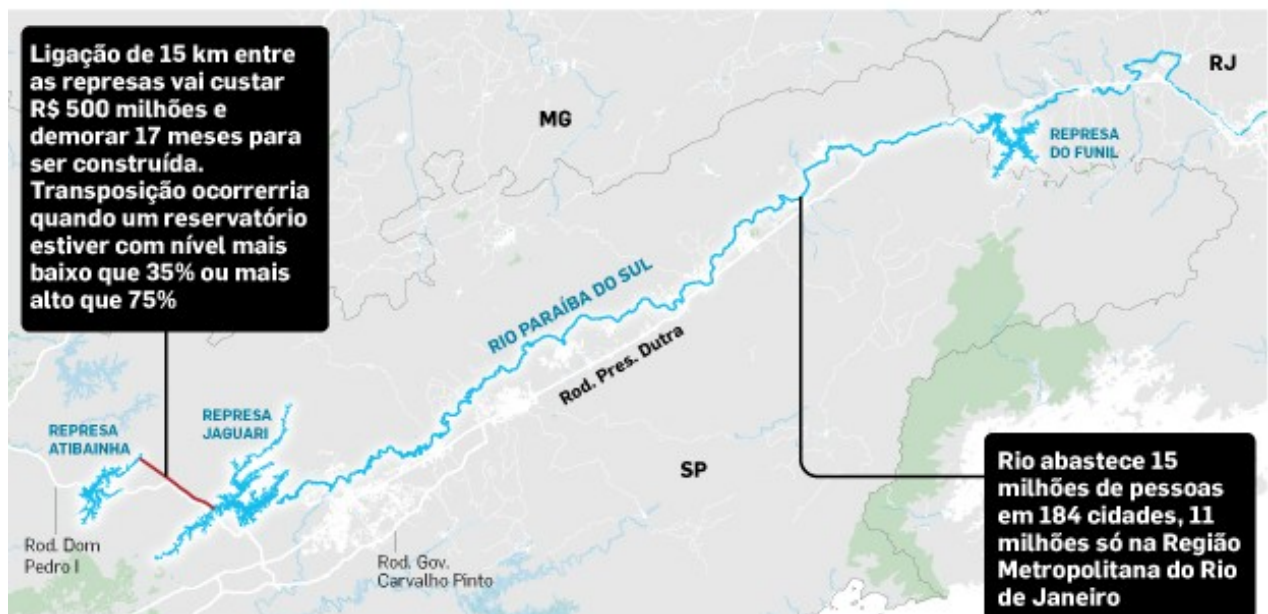 Ligação de 15 km entre
as represas vai custar
R$ 500 milhões e
demorar 17 meses para
ser construída.
Transposição ocorrerria
quando um reservatório
estiver com nível mais
baixo que 35% ou mais
alto que 75%
MG
RJ
REPRESA
DO FUNIL
RIO PARAÍBA DO SUL
Rod. Pres. Dutra
REPRESA
JAGUARI
REPRESA
ATIBAINHA
SP
Rod. Dom
Pedro I
Rod. Gov.
Carvalho Pinto
Rio abastece 15
milhões de pessoas
em 184 cidades, 11
milhões só na Região
Metropolitana do Rio
de Janeiro